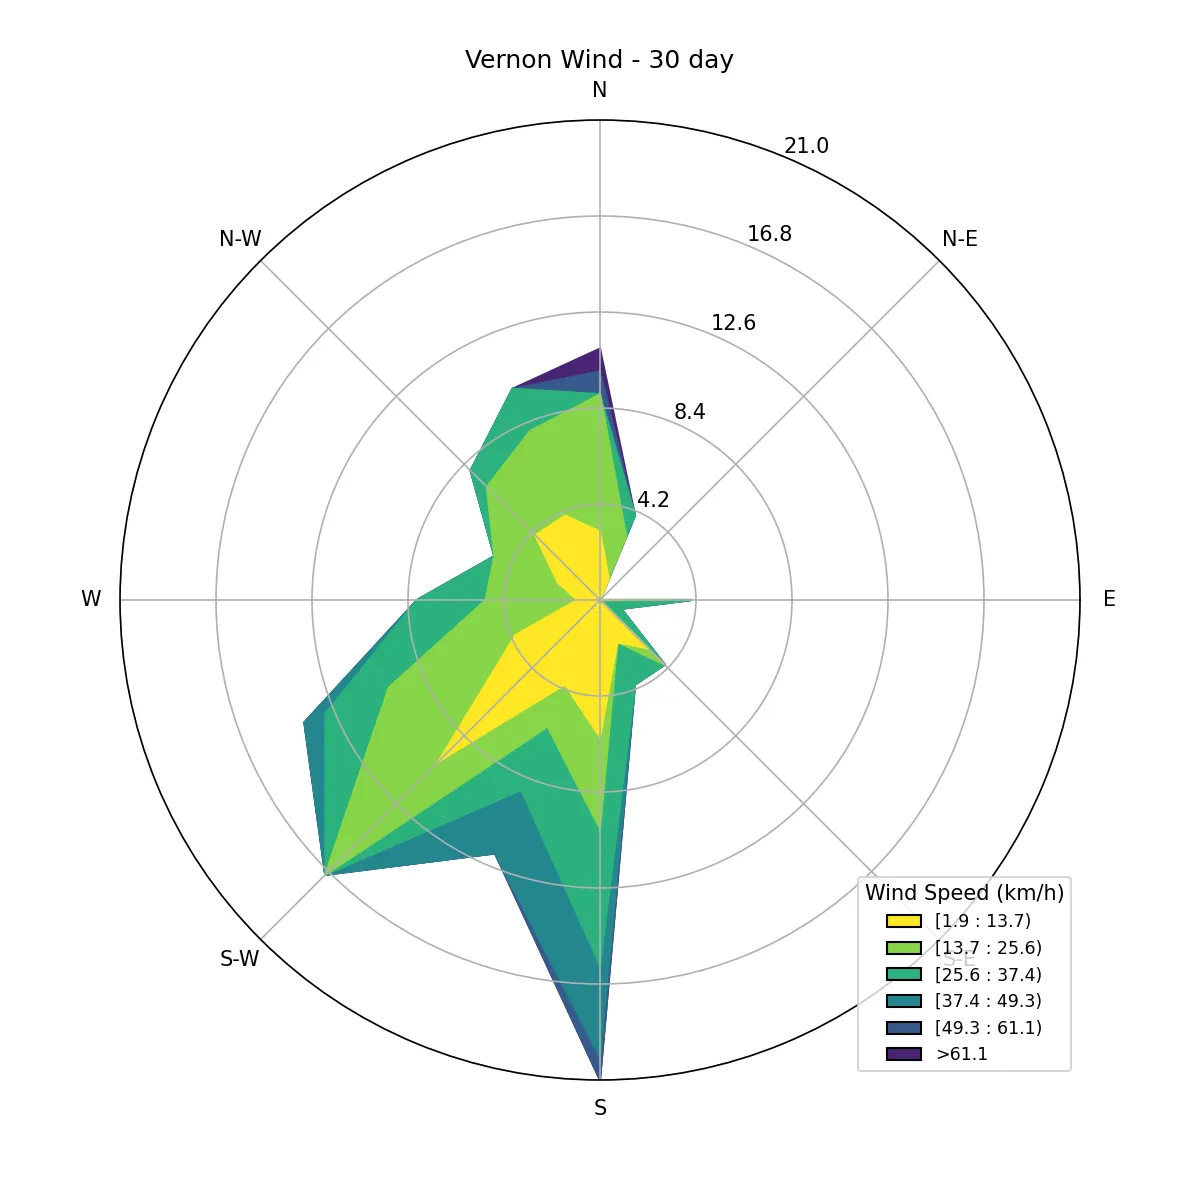 Vernon Wind - 30 day
N
21.0
N-W
N-E
16.8
12.6
8.4
4.2
W
E
S-W
S-E
S
Wind Speed (km/h)
[1.9 : 13.7)
[13.7 : 25.6)
[25.6 : 37.4)
[37.4 : 49.3)
[49.3 : 61.1)
>61.1